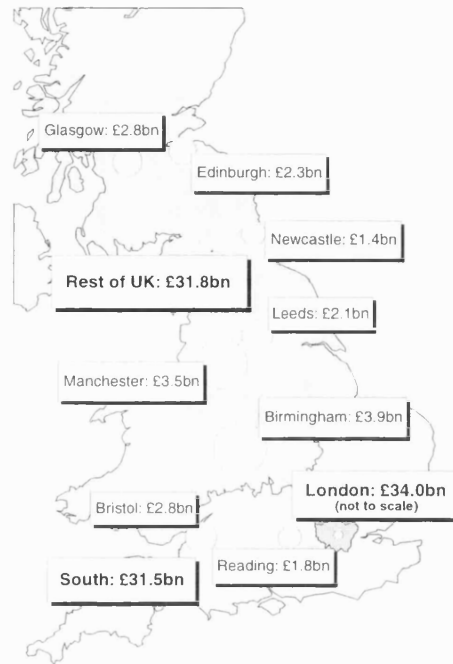 Glasgow: £2.8bn
Edinburgh: £2.3bn
Newcastle: £1.4bn
Rest of UK: £31.8bn
Leeds: £2.1bn
Manchester: £3.5bn
Birmingham: £3.9bn
London: £34.0bn
(not to scale)
Bristol: £2.8bn
Reading: £1.8bn
South: £31.5bn